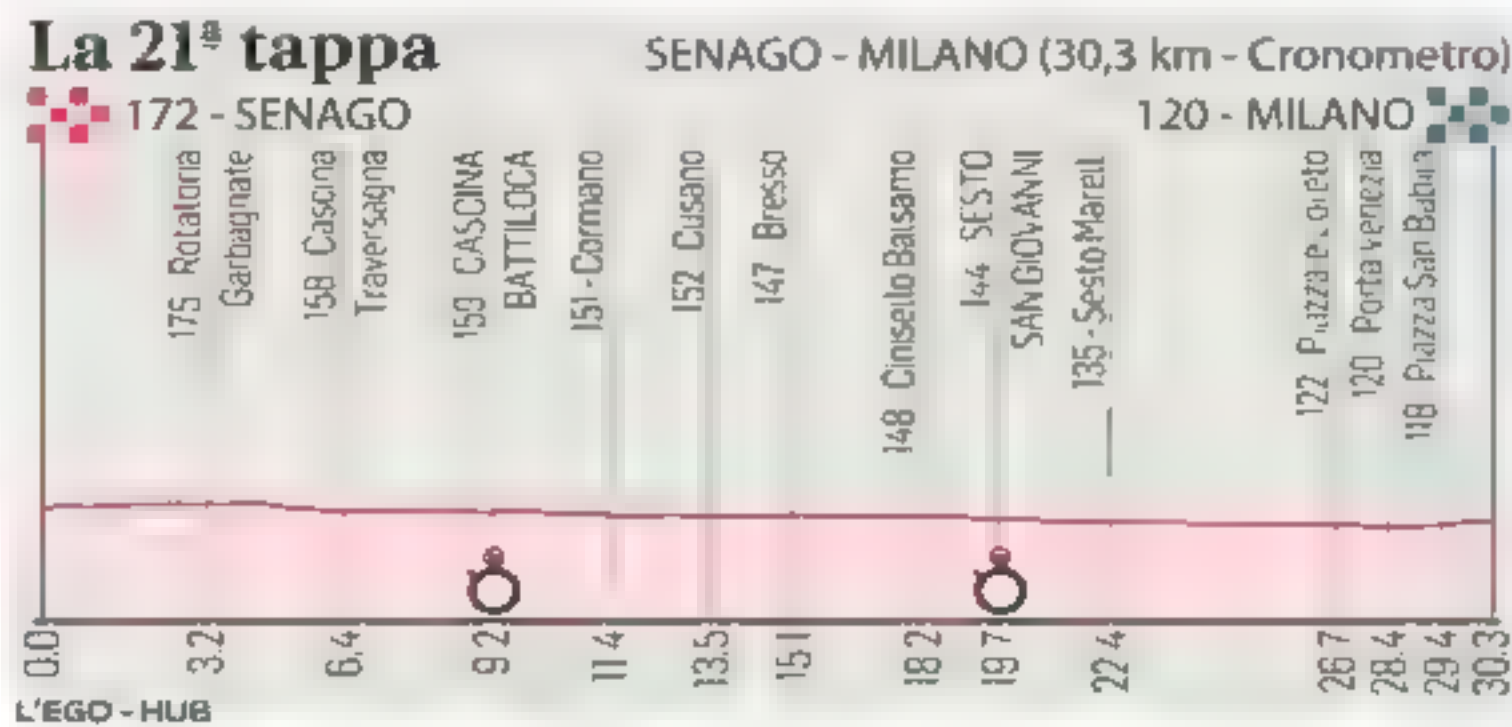 La 21ª tappa
SENAGO - MILANO (30,3 km - Cronometro)
172 - SENAGO
120 - MILANO
175 Rotatoria
Garbagnate
158 Cascina
Traversagna
159 CASCINA
BATTILOCA
151 - Cormano
152 Cusano
147 Bresso
148 Cinisello Balsamo
144 SESTO
SAN GIOVANNI
135 - Sesto Marelli
122 Piazzale Loreto
120 Porta Venezia
118 Piazza San Babila
0.0
3.2
6.4
9.2
11.4
13.5
15.1
18.2
19.7
22.4
26.7
28.4
29.4
30.3
L'EGO - HUB